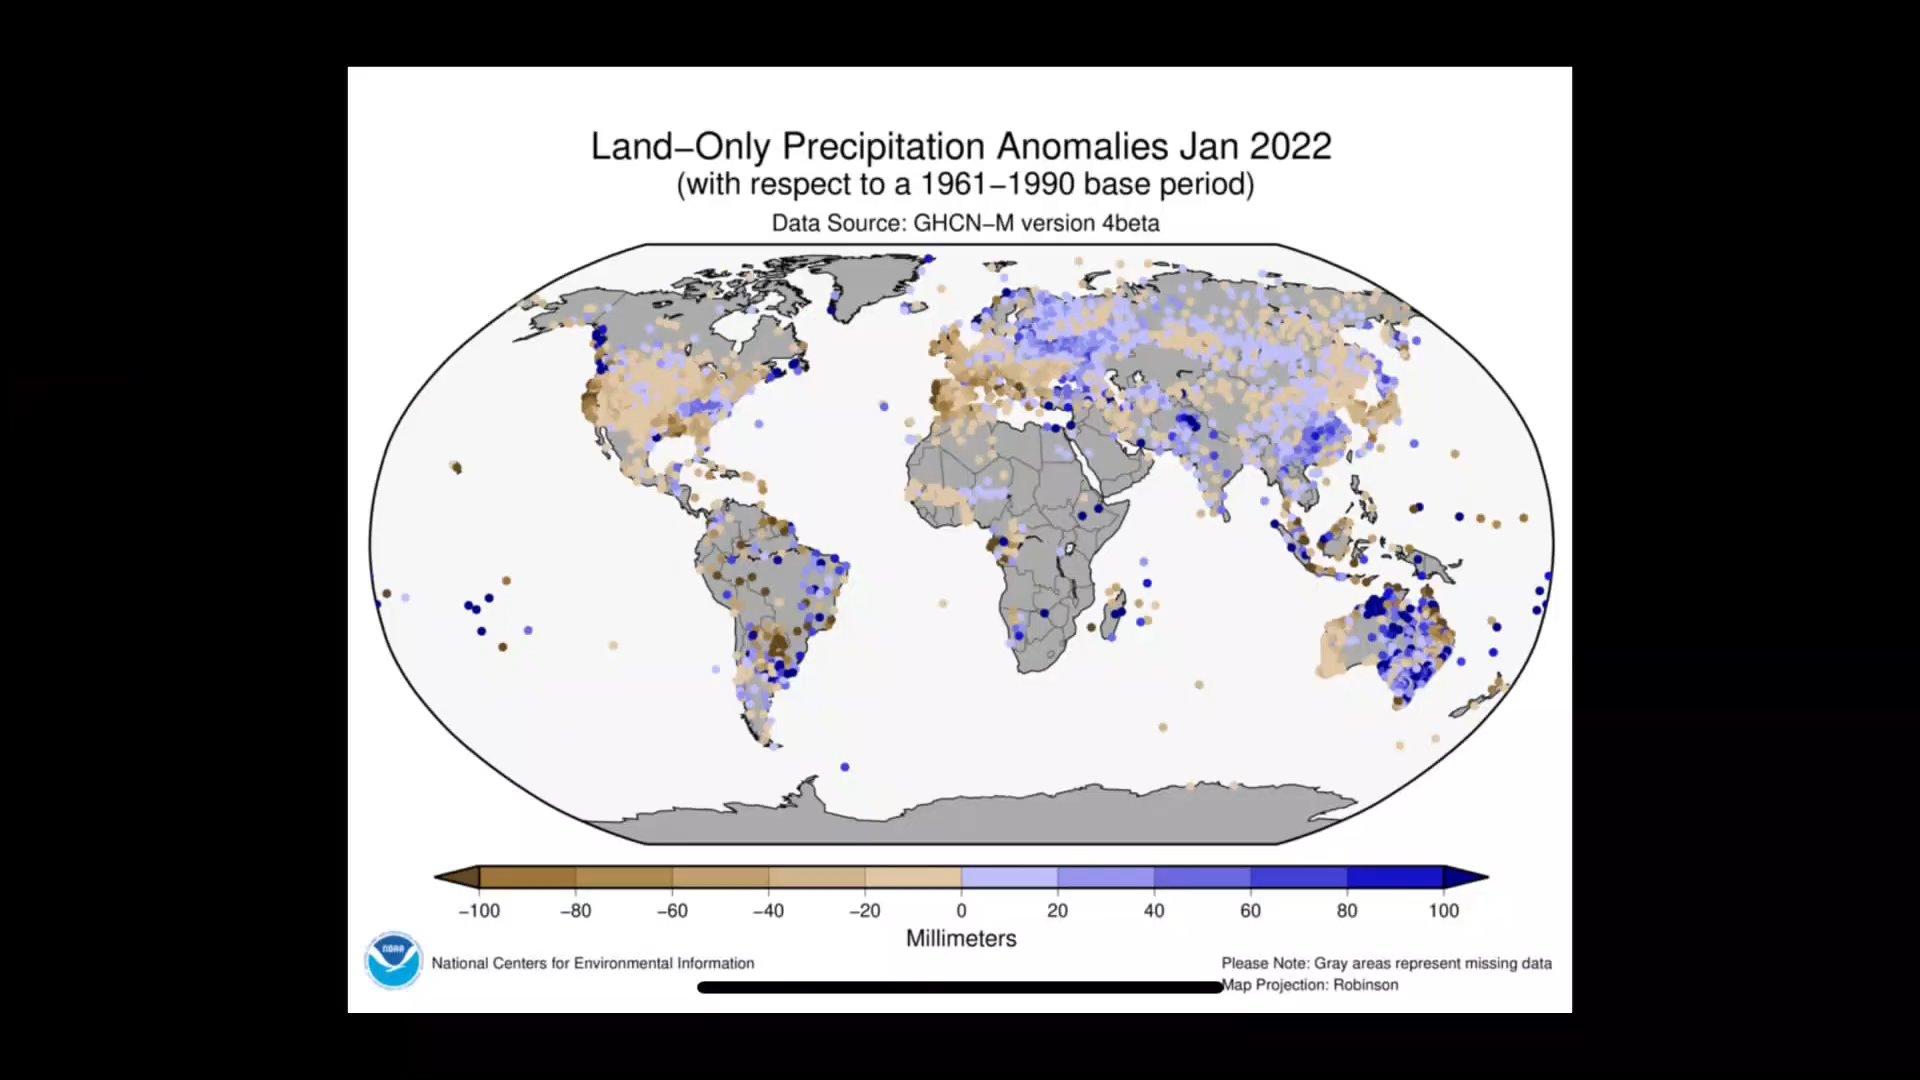 Land–Only Precipitation Anomalies Jan 2022
(with respect to a 1961–1990 base period)
Data Source: GHCN–M version 4beta
−100 −80 −60 −40 −20 0 20 40 60 80 100
Millimeters
NOAA
National Centers for Environmental Information
Please Note: Gray areas represent missing data
Map Projection: Robinson